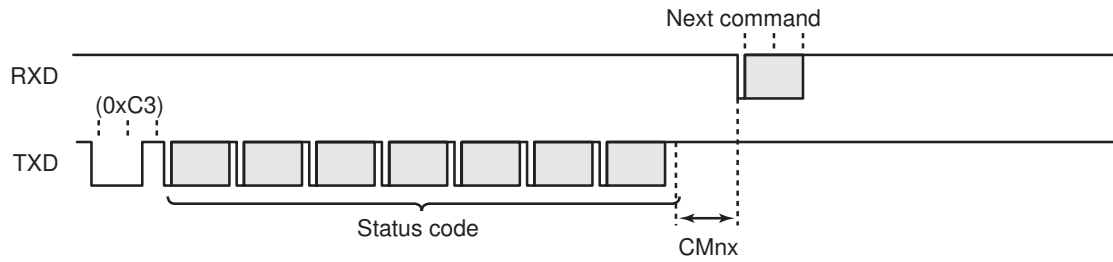 Next command
RXD
(0xC3)
TXD
Status code
CMnx